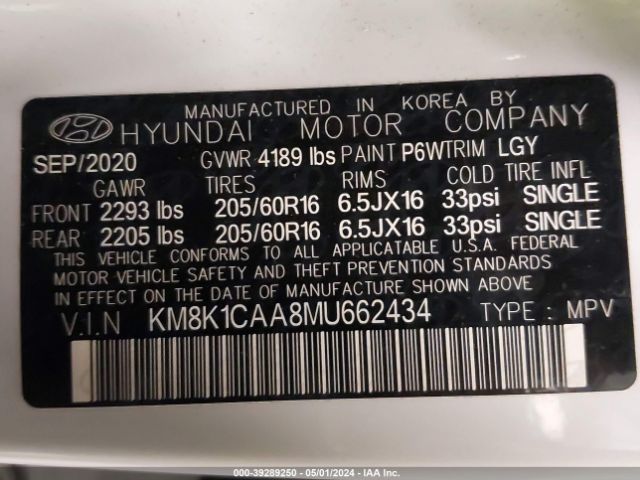 MANUFACTURED IN KOREA BY
HYUNDAI MOTOR COMPANY
SEP/2020 GVWR 4189 lbs PAINT P6W TRIM LGY
GAWR TIRES RIMS COLD TIRE INFL
FRONT 2293 lbs 205/60R16 6.5JX16 33psi SINGLE
REAR 2205 lbs 205/60R16 6.5JX16 33psi SINGLE
THIS VEHICLE CONFORMS TO ALL APPLICABLE U.S.A. FEDERAL
MOTOR VEHICLE SAFETY AND THEFT PREVENTION STANDARDS
IN EFFECT ON THE DATE OF MANUFACTURE SHOWN ABOVE.
V.I.N KM8K1CAA8MU662434 TYPE : MPV
000-39289250 - 05/01/2024 - IAA Inc.